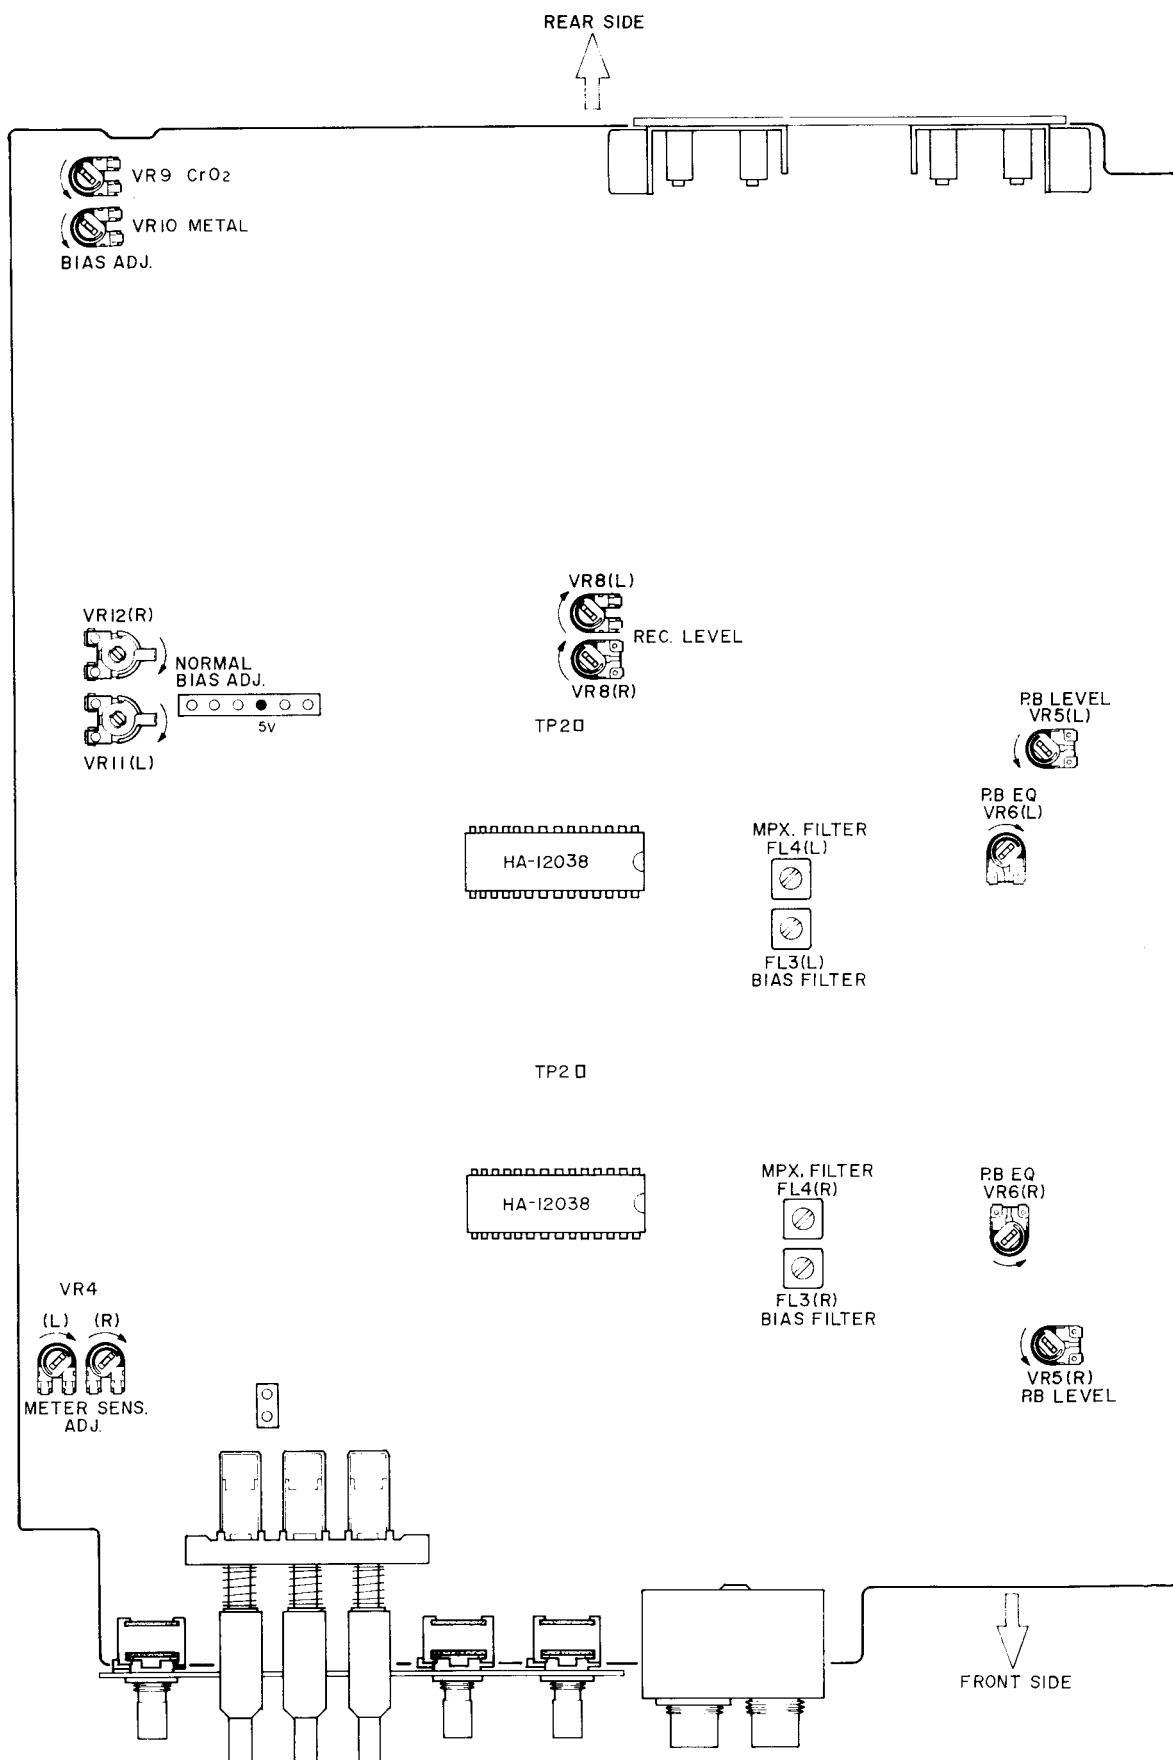 REAR SIDE
VR9 CrO2
VR10 METAL
BIAS ADJ.
VR8(L)
REC. LEVEL
VR8(R)
VR12(R)
NORMAL
BIAS ADJ.
5V
VR11(L)
TP2
P.B LEVEL
VR5(L)
P.B EQ
VR6(L)
MPX. FILTER
FL4(L)
HA-12038
FL3(L)
BIAS FILTER
TP2
MPX. FILTER
FL4(R)
P.B EQ
VR6(R)
HA-12038
FL3(R)
BIAS FILTER
VR4
(L) (R)
METER SENS.
ADJ.
VR5(R)
P.B LEVEL
FRONT SIDE